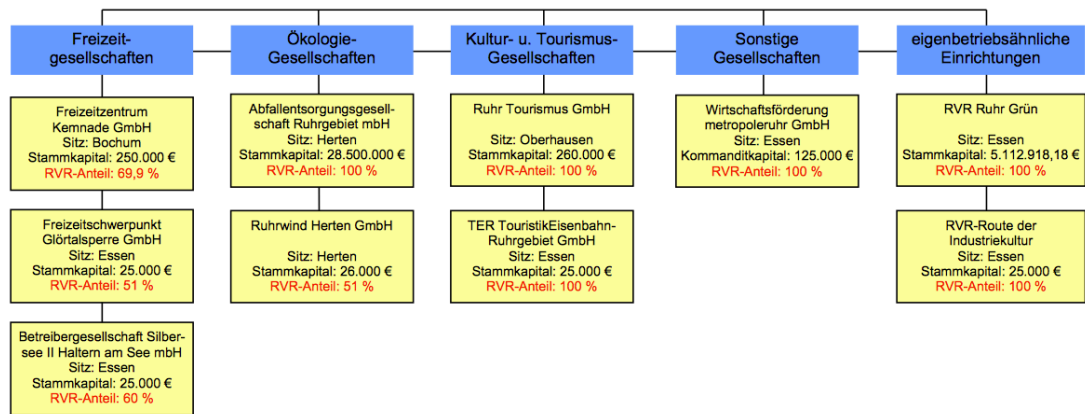 Freizeit-
gesellschaften
Ökologie-
Gesellschaften
Kultur- u. Tourismus-
Gesellschaften
Sonstige
Gesellschaften
eigenbetriebsähnliche
Einrichtungen
Freizeitzentrum
Kemnade GmbH
Sitz: Bochum
Stammkapital: 250.000 €
RVR-Anteil: 69,9 %
Abfallentsorgungsgesell-
schaft Ruhrgebiet mbH
Sitz: Herten
Stammkapital: 28.500.000 €
RVR-Anteil: 100 %
Ruhr Tourismus GmbH
Sitz: Oberhausen
Stammkapital: 260.000 €
RVR-Anteil: 100 %
Wirtschaftsförderung
metropoleruhr GmbH
Sitz: Essen
Kommanditkapital: 125.000 €
RVR-Anteil: 100 %
RVR Ruhr Grün
Sitz: Essen
Stammkapital: 5.112.918,18 €
RVR-Anteil: 100 %
Freizeitschwerpunkt
Glörtalsperre GmbH
Sitz: Essen
Stammkapital: 25.000 €
RVR-Anteil: 51 %
Ruhrwind Herten GmbH
Sitz: Herten
Stammkapital: 26.000 €
RVR-Anteil: 51 %
TER TouristikEisenbahn-
Ruhrgebiet GmbH
Sitz: Essen
Stammkapital: 25.000 €
RVR-Anteil: 100 %
RVR-Route der
Industriekultur
Sitz: Essen
Stammkapital: 25.000 €
RVR-Anteil: 100 %
Betreibergesellschaft Silber-
see II Haltern am See mbH
Sitz: Essen
Stammkapital: 25.000 €
RVR-Anteil: 60 %